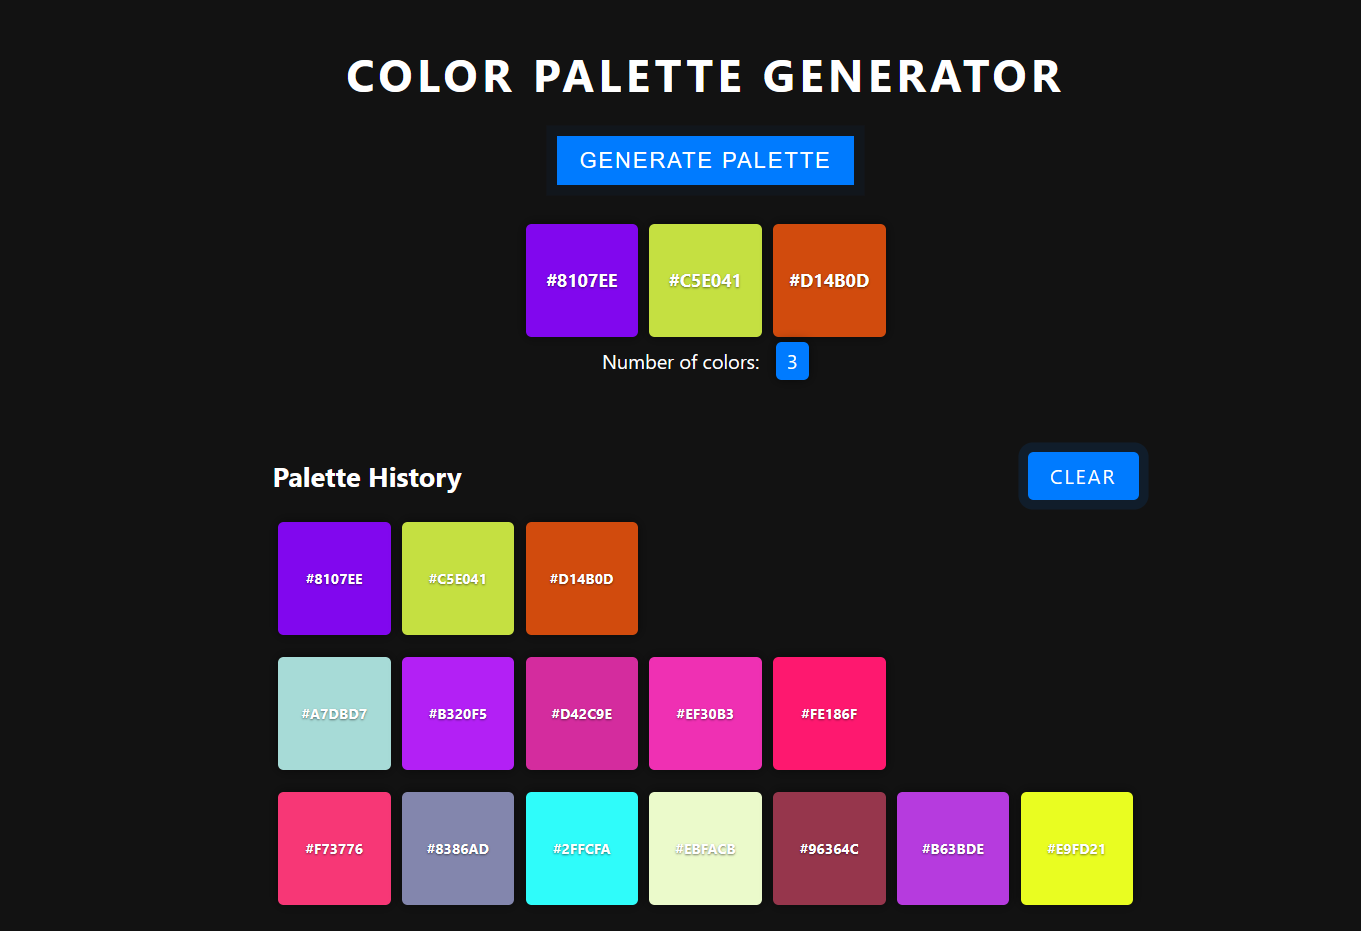 COLOR PALETTE GENERATOR
GENERATE PALETTE
#8107EE #C5E041 #D14B0D
Number of colors: 3
Palette History CLEAR
#8107EE #C5E041 #D14B0D
#A7DBD7 #B320F5 #D42C9E #EF30B3 #FE186F
#F73776 #8386AD #2FFCFA #EBFACB #96364C #B63BDE #E9FD21